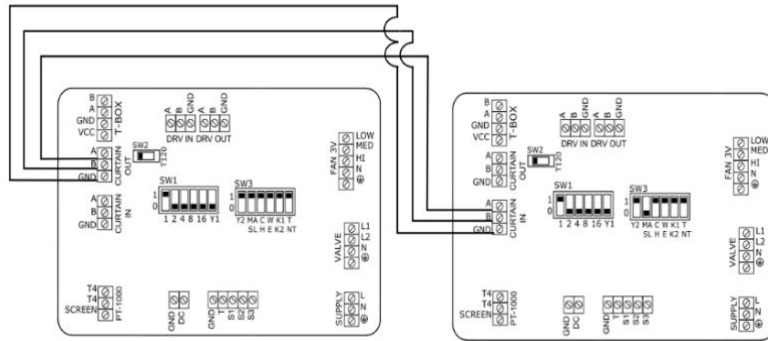 B
A
GND
VCC
T-BOX
A
B
GND
CURTAIN
OUT
A
B
GND
CURTAIN
IN
T4
T4
SCREEN
PT-1000
SW2
T120
A
B
GND
A
B
GND
DRV IN DRV OUT
SW1
1
0
1 2 4 8 16 Y1
SW3
1
0
Y2 MA C W K1 T
SL H E K2 NT
GND
DC
GND
T
S1
S2
S3
FAN 3V
LOW
MED
HI
N
VALVE
L1
L2
N
SUPPLY
L
N
B
A
GND
VCC
T-BOX
A
B
GND
CURTAIN
OUT
A
B
GND
CURTAIN
IN
T4
T4
SCREEN
PT-1000
SW2
T120
A
B
GND
A
B
GND
DRV IN DRV OUT
SW1
1
0
1 2 4 8 16 Y1
SW3
1
0
Y2 MA C W K1 T
SL H E K2 NT
GND
DC
GND
T
S1
S2
S3
FAN 3V
LOW
MED
HI
N
VALVE
L1
L2
N
SUPPLY
L
N